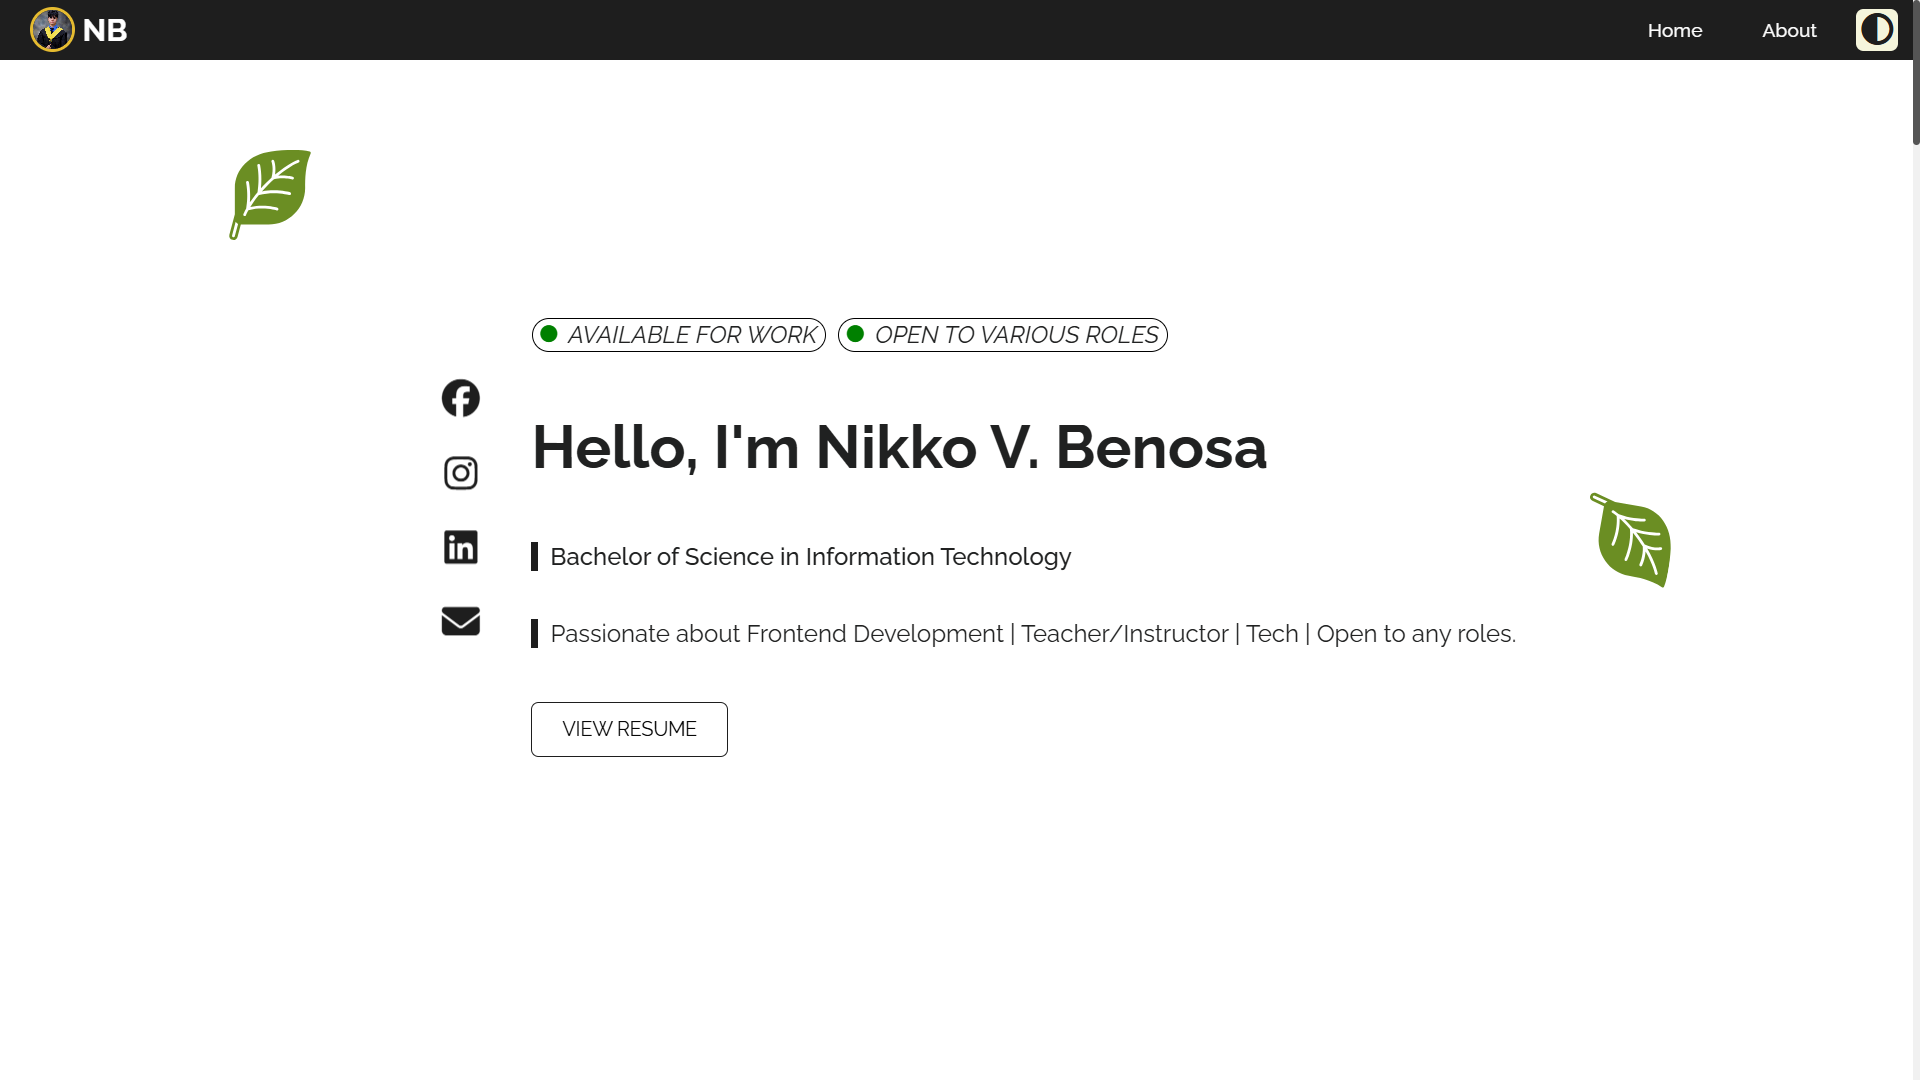 NB
Home
About
AVAILABLE FOR WORK
OPEN TO VARIOUS ROLES
Hello, I'm Nikko V. Benosa
Bachelor of Science in Information Technology
Passionate about Frontend Development | Teacher/Instructor | Tech | Open to any roles.
VIEW RESUME